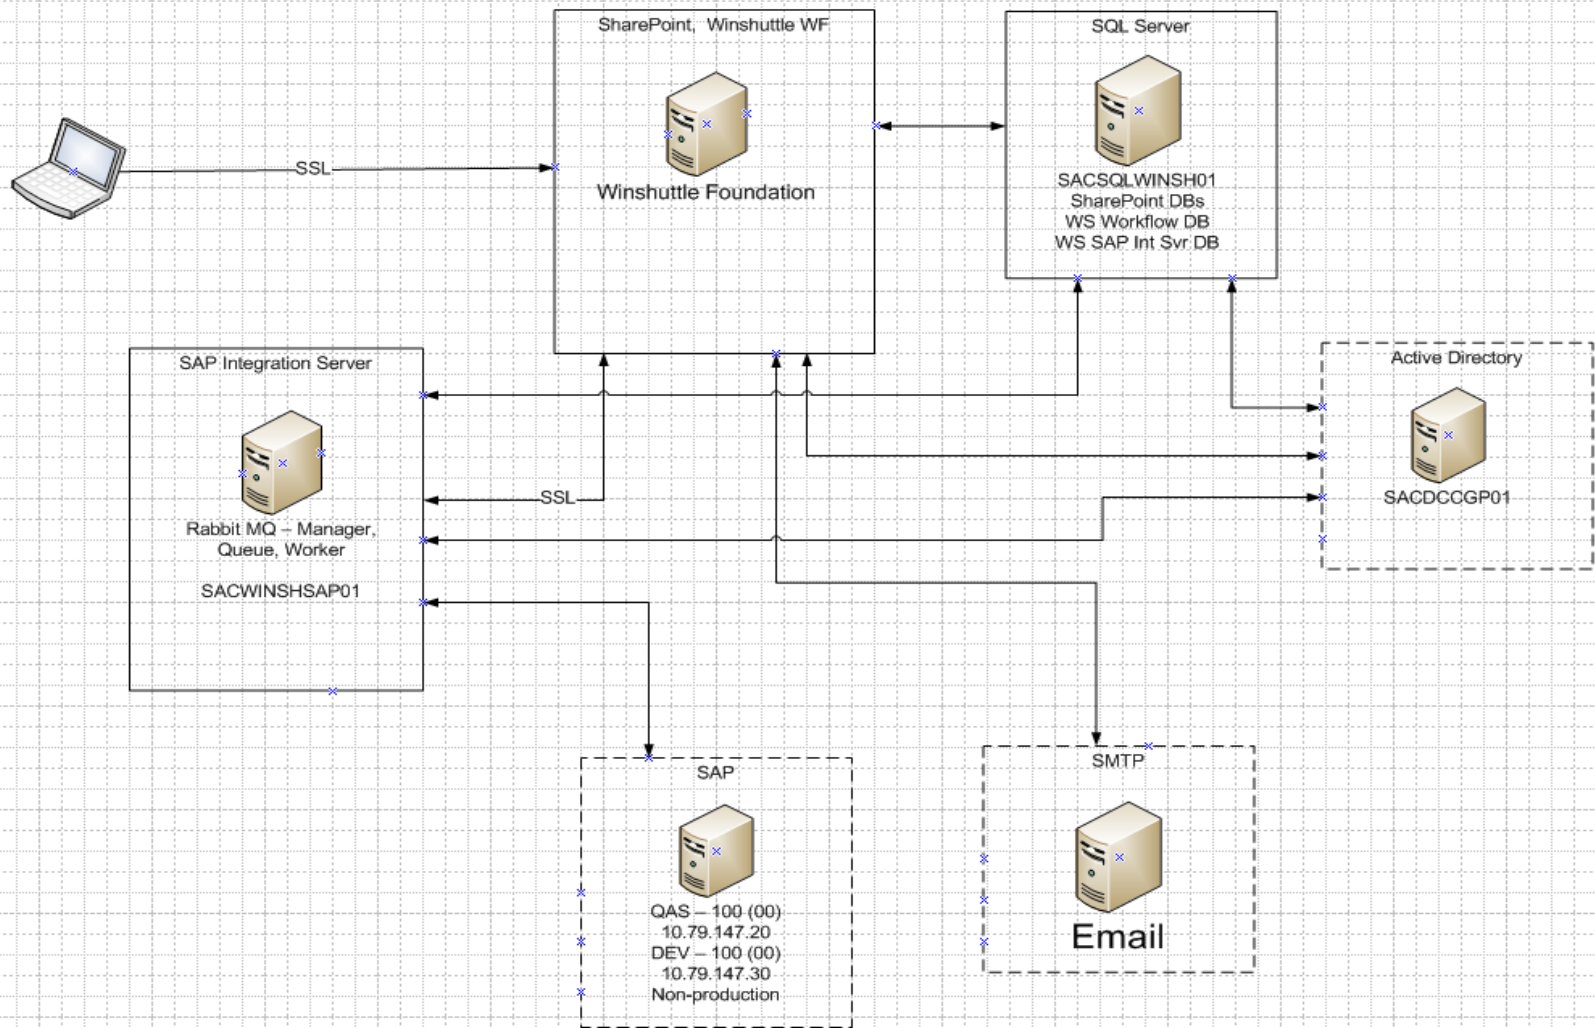 SharePoint, Winshuttle WF
Winshuttle Foundation
SQL Server
SACSQLWINSH01
SharePoint DBs
WS Workflow DB
WS SAP Int Svr DB
SSL
SAP Integration Server
Rabbit MQ – Manager,
Queue, Worker
SACWINSHSAP01
SSL
Active Directory
SACDCCGP01
SAP
QAS – 100 (00)
10.79.147.20
DEV – 100 (00)
10.79.147.30
Non-production
SMTP
Email